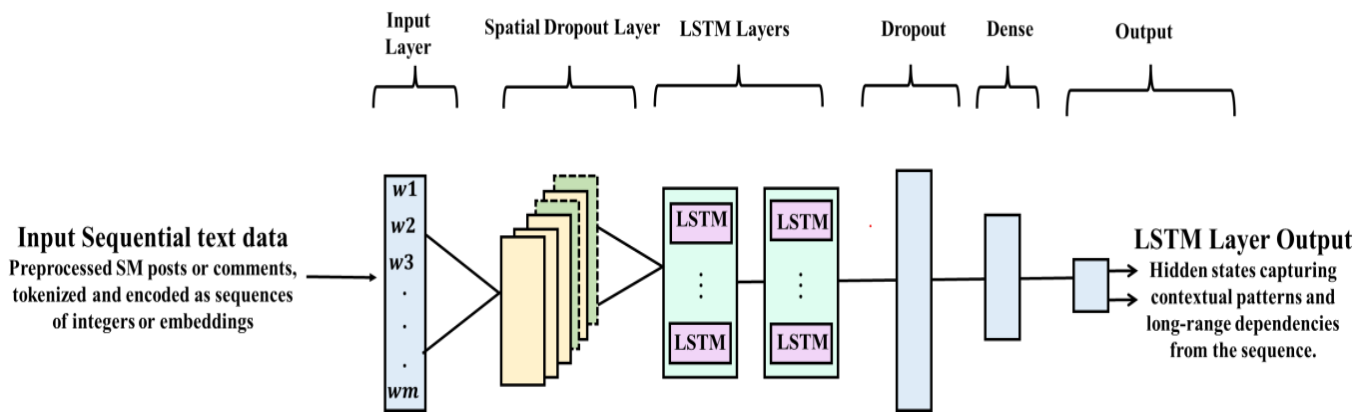 Input
Layer
Spatial Dropout Layer
LSTM Layers
Dropout
Dense
Output
Input Sequential text data
Preprocessed SM posts or comments,
tokenized and encoded as sequences
of integers or embeddings
w1
w2
w3
.
.
.
wm
LSTM
⋮
LSTM
LSTM
⋮
LSTM
LSTM Layer Output
Hidden states capturing
contextual patterns and
long-range dependencies
from the sequence.